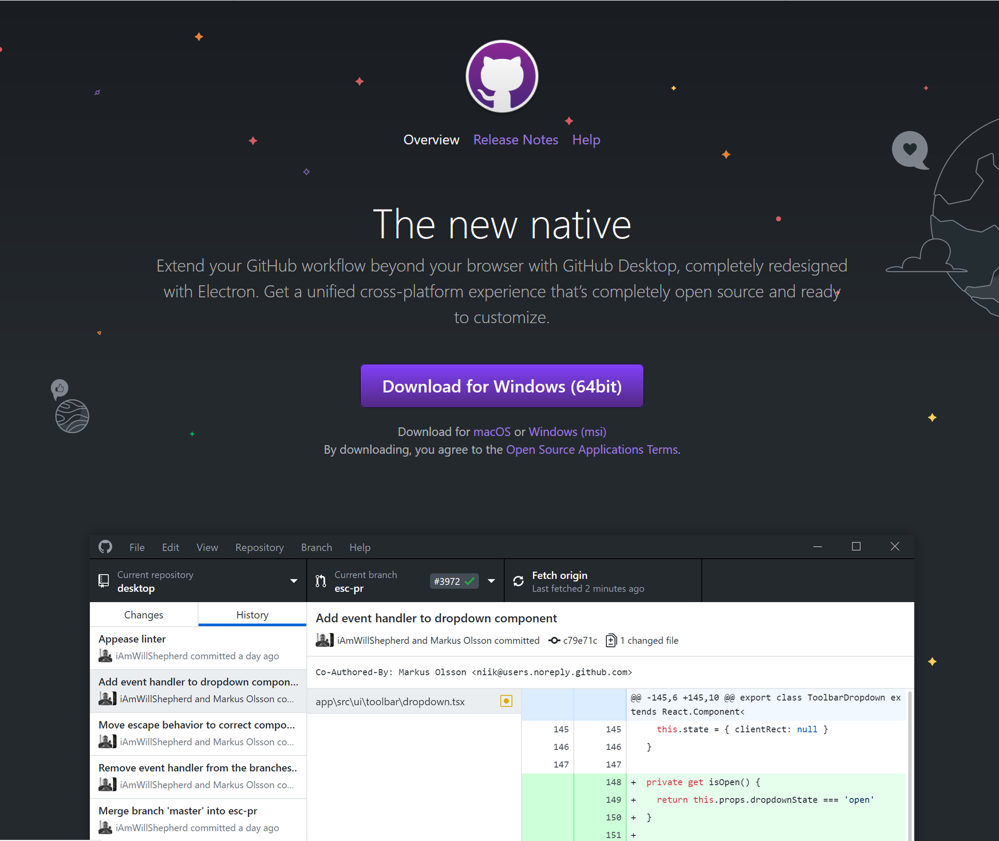 Overview Release Notes Help
The new native
Extend your GitHub workflow beyond your browser with GitHub Desktop, completely redesigned
with Electron. Get a unified cross-platform experience that’s completely open source and ready
to customize.
Download for Windows (64bit)
Download for macOS or Windows (msi)
By downloading, you agree to the Open Source Applications Terms.
File Edit View Repository Branch Help
Current repository
desktop
Current branch
esc-pr
#3972
Fetch origin
Last fetched 2 minutes ago
Changes History
Appease linter
iAmWillShepherd committed a day ago
Add event handler to dropdown compon...
iAmWillShepherd and Markus Olsson co...
Move escape behavior to correct compo...
iAmWillShepherd and Markus Olsson co...
Remove event handler from the branches..
iAmWillShepherd and Markus Olsson co...
Merge branch 'master' into esc-pr
iAmWillShepherd committed a day ago
Add event handler to dropdown component
iAmWillShepherd and Markus Olsson committed c79e71c 1 changed file
Co-Authored-By: Markus Olsson <niik@users.noreply.github.com>
app\src\ui\toolbar\dropdown.tsx
@@ -145,6 +145,10 @@ export class ToolbarDropdown ex
tends React.Component<
145 145 this.state = { clientRect: null }
146 146 }
147 147
148 + private get isOpen() {
149 + return this.props.dropdownState === 'open'
150 + }
151 +